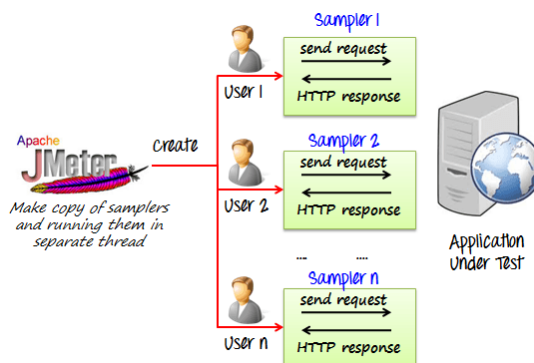 Sampler 1
send request
HTTP response
User 1
Apache
JMeter
create
Make copy of samplers
and running them in
separate thread
Sampler 2
send request
HTTP response
User 2
Application
Under Test
.... ....
Sampler n
send request
HTTP response
User n